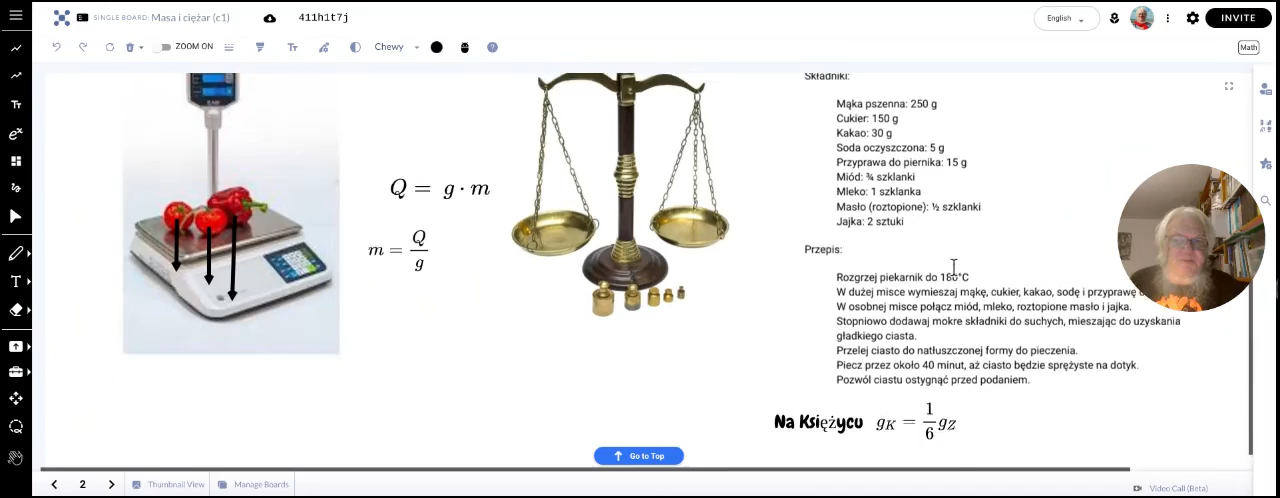 SINGLE BOARD: Masa i ciężar (c1)
411h1t7j
English
INVITE
ZOOM ON
Tт
Chewy
Math
Składniki:
Mąka pszenna: 250 g
Cukier: 150 g
Kakao: 30 g
Soda oczyszczona: 5 g
Przyprawa do piernika: 15 g
Miód: ¾ szklanki
Mleko: 1 szklanka
Masło (roztopione): ½ szklanki
Jajka: 2 sztuki
Q = g · m
m = Q/g
Przepis:
Rozgrzej piekarnik do 180°C
W dużej misce wymieszaj mąkę, cukier, kakao, sodę i przyprawę
W osobnej misce połącz miód, mleko, roztopione masło i jajka.
Stopniowo dodawaj mokre składniki do suchych, mieszając do uzyskania
gładkiego ciasta.
Przelej ciasto do natłuszczonej formy do pieczenia.
Piecz przez około 40 minut, aż ciasto będzie sprężyste na dotyk.
Pozwól ciastu ostygnąć przed podaniem.
Na Księżycu g_K = 1/6 g_Z
Go to Top
2
Thumbnail View
Manage Boards
Video Call (Beta)